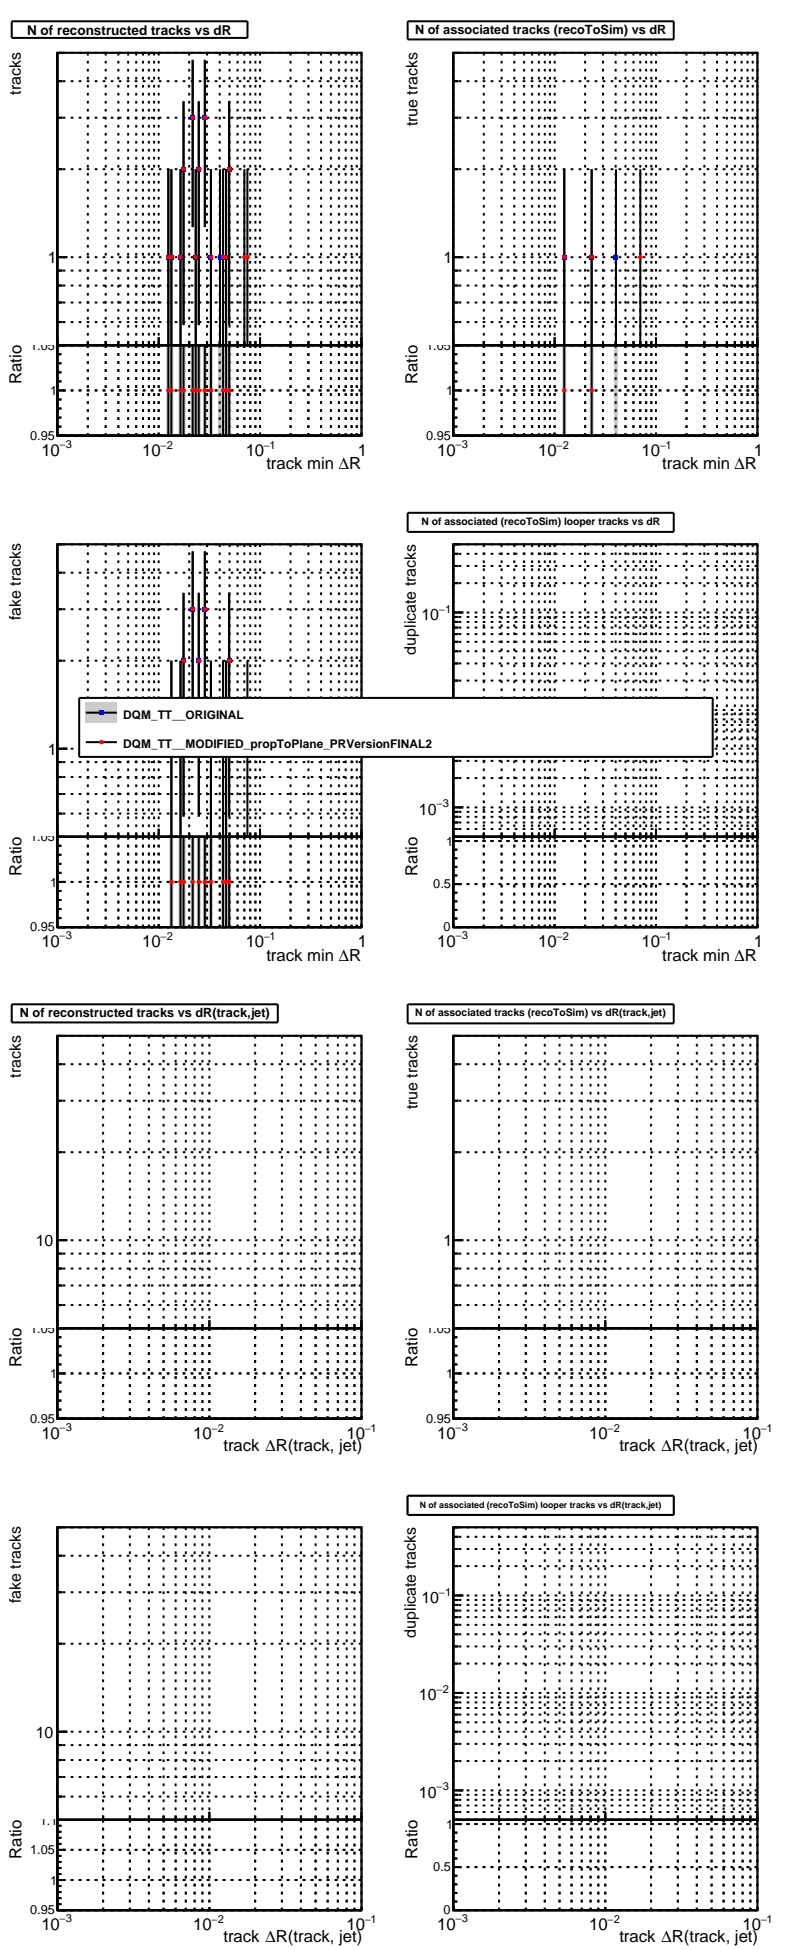 N of reconstructed tracks vs dR
tracks
1
1.05
Ratio
1
0.95
10−3 10−2 10−1 1
track min ΔR
N of associated tracks (recoToSim) vs dR
true tracks
1
1.05
Ratio
1
0.95
10−3 10−2 10−1 1
track min ΔR
fake tracks
1
1.05
Ratio
1
0.95
10−3 10−2 10−1 1
track min ΔR
N of associated (recoToSim) looper tracks vs dR
duplicate tracks
10−1
10−3
1
Ratio
0.5
0
10−3 10−2 10−1 1
track min ΔR
DQM_TT__ORIGINAL
DQM_TT__MODIFIED_propToPlane_PRVersionFINAL2
N of reconstructed tracks vs dR(track,jet)
tracks
10
1.05
Ratio
1
0.95
10−3 10−2 10−1
track ΔR(track, jet)
N of associated tracks (recoToSim) vs dR(track,jet)
true tracks
1
1.05
Ratio
1
0.95
10−3 10−2 10−1
track ΔR(track, jet)
fake tracks
10
1.1
Ratio
1.05
1
0.95
10−3 10−2 10−1
track ΔR(track, jet)
N of associated (recoToSim) looper tracks vs dR(track,jet)
duplicate tracks
10−1
10−2
10−3
1
Ratio
0.5
0
10−3 10−2 10−1
track ΔR(track, jet)